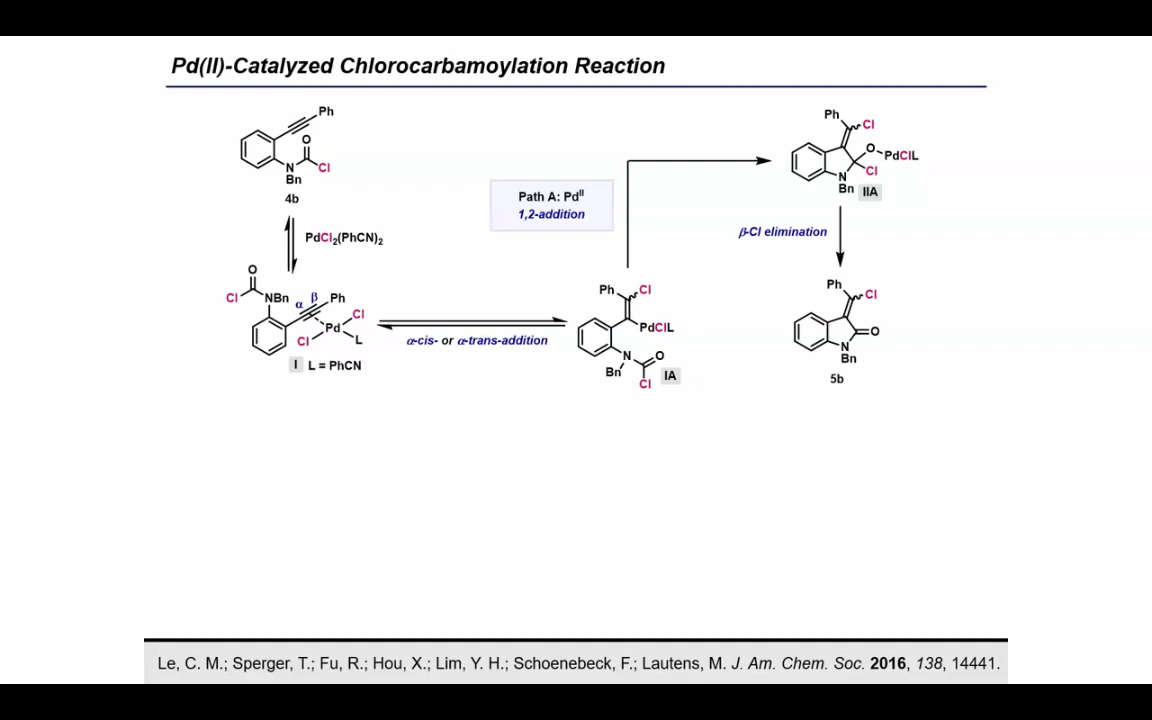 Pd(II)-Catalyzed Chlorocarbamoylation Reaction
Ph
O
N
Cl
Bn
4b
PdCl₂(PhCN)₂
O
Cl
NBn
α
β
Ph
Cl
Pd
Cl
L
I
L = PhCN
α-cis- or α-trans-addition
Path A: Pdᴵᴵ
1,2-addition
Ph
Cl
PdClL
N
O
Bn
Cl
IA
Ph
Cl
O
PdClL
Cl
N
Bn
IIA
β-Cl elimination
Ph
Cl
O
N
Bn
5b
Le, C. M.; Sperger, T.; Fu, R.; Hou, X.; Lim, Y. H.; Schoenebeck, F.; Lautens, M. J. Am. Chem. Soc. 2016, 138, 14441.